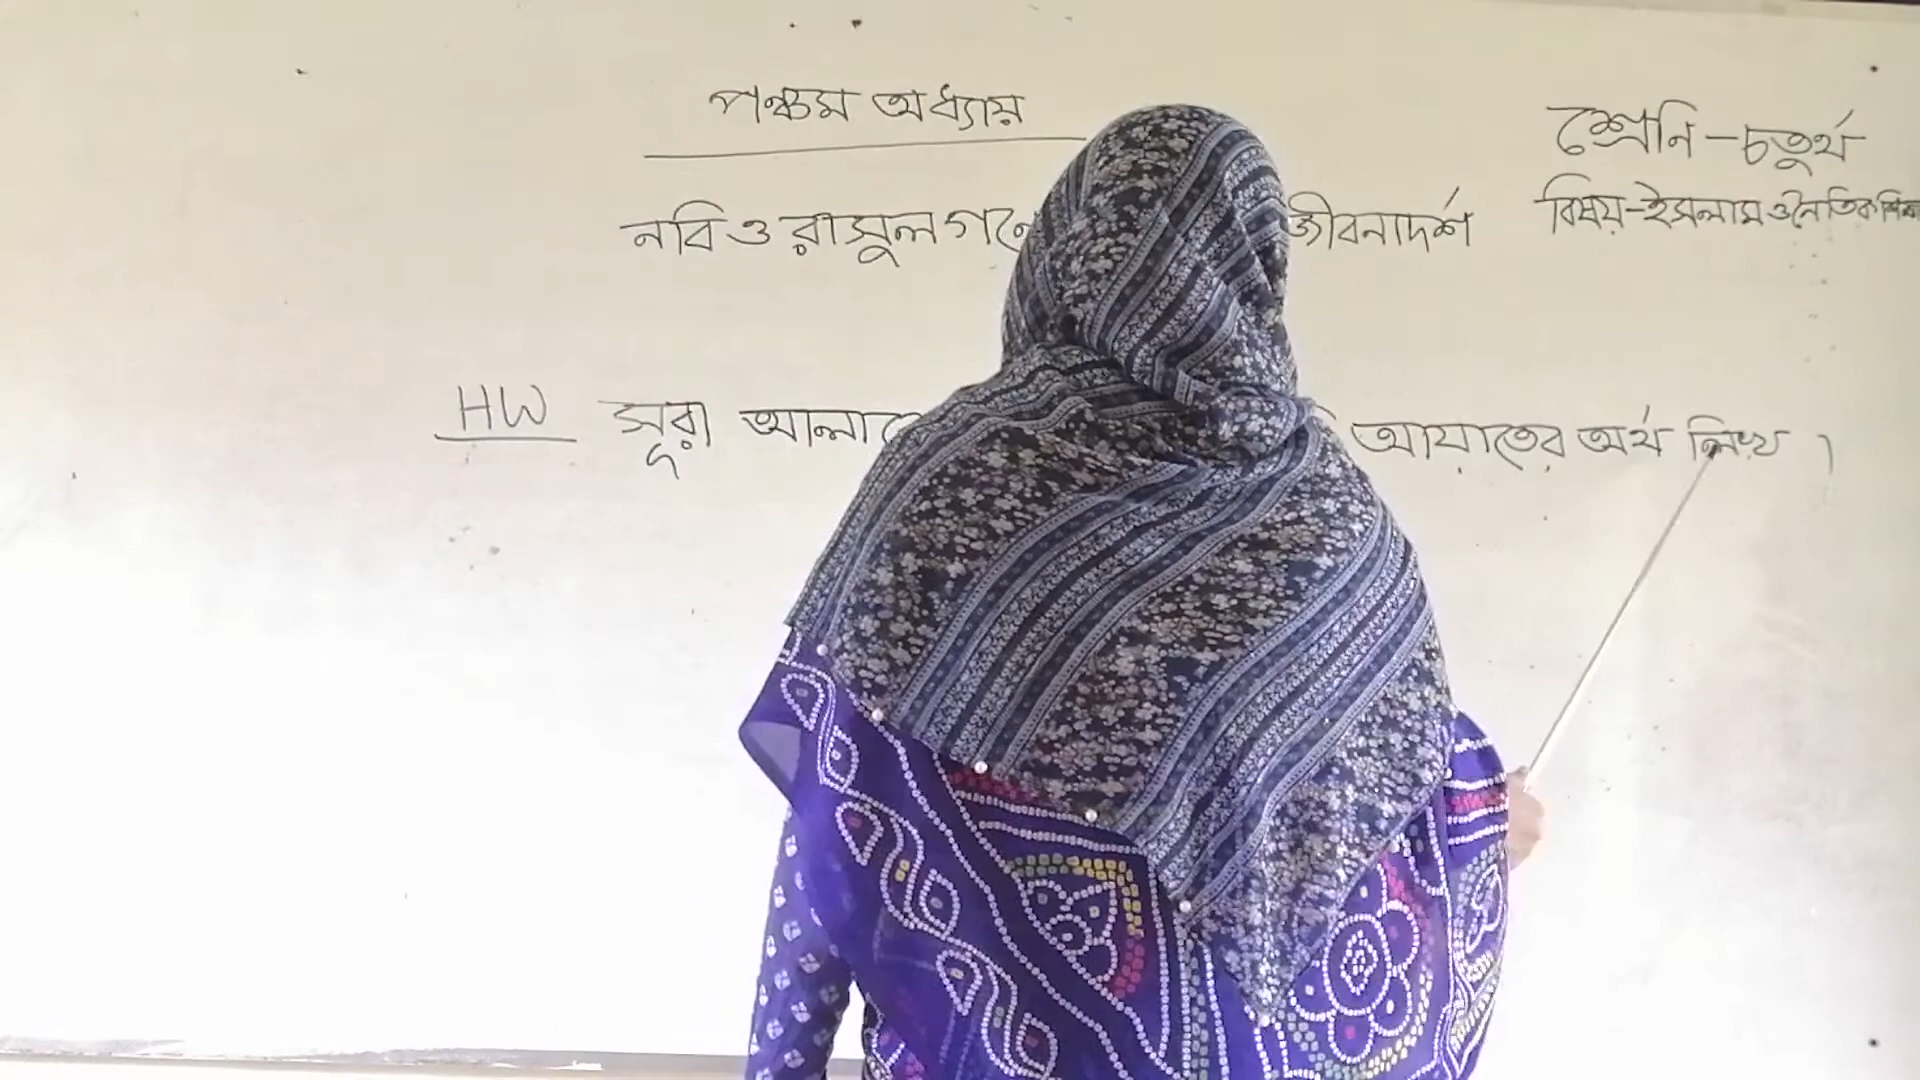 পঞ্চম অধ্যায়
শ্রেণি - চতুর্থ
নবি ও রাসুলগণে জীবনাদর্শ
বিষয় - ইসলাম ও নৈতিক শিক্ষা
HW সূরা আয়াতের অর্থ লিখ ।